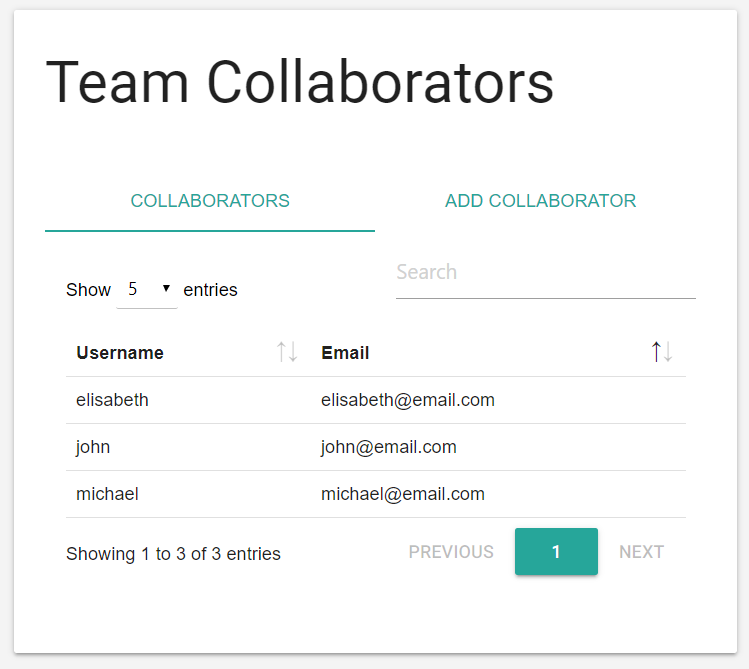 Team Collaborators
COLLABORATORS ADD COLLABORATOR
Search
Show 5 entries
Username Email
elisabeth elisabeth@email.com
john john@email.com
michael michael@email.com
Showing 1 to 3 of 3 entries PREVIOUS 1 NEXT